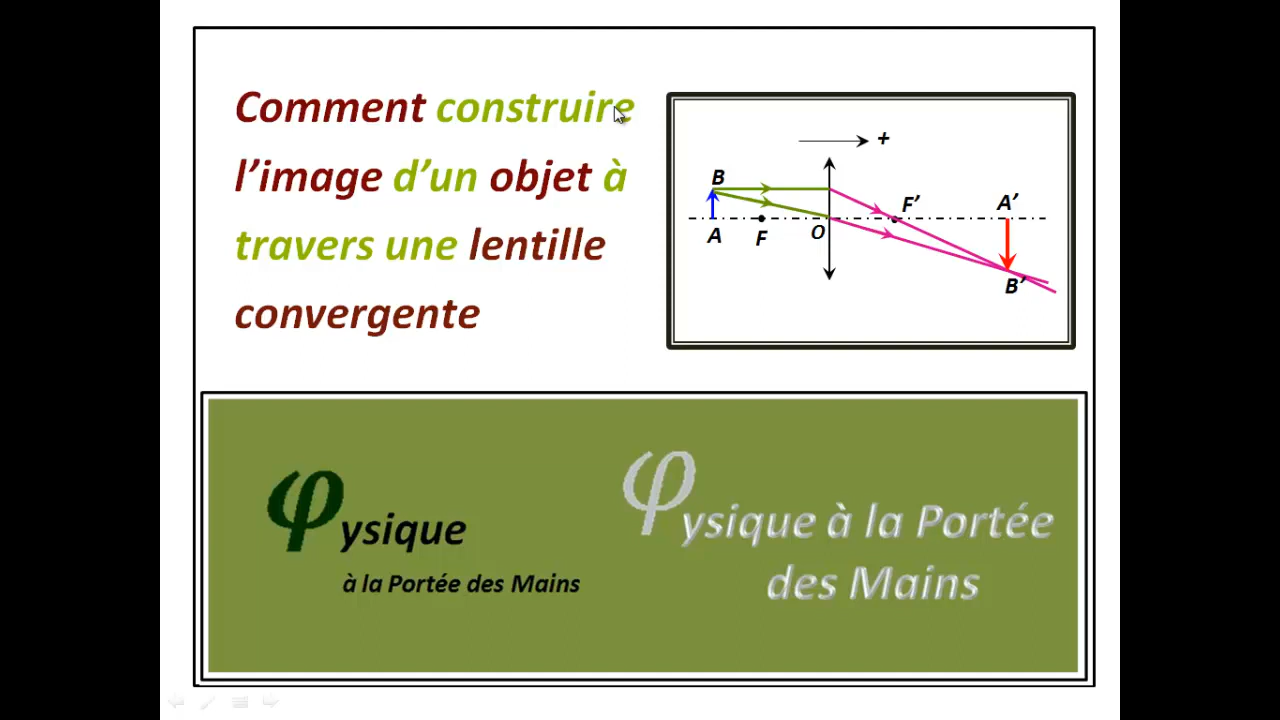 Comment construire
l’image d’un objet à
travers une lentille
convergente
+
B
F’
A’
A
F
O
B’
φysique
à la Portée des Mains
φysique à la Portée
des Mains